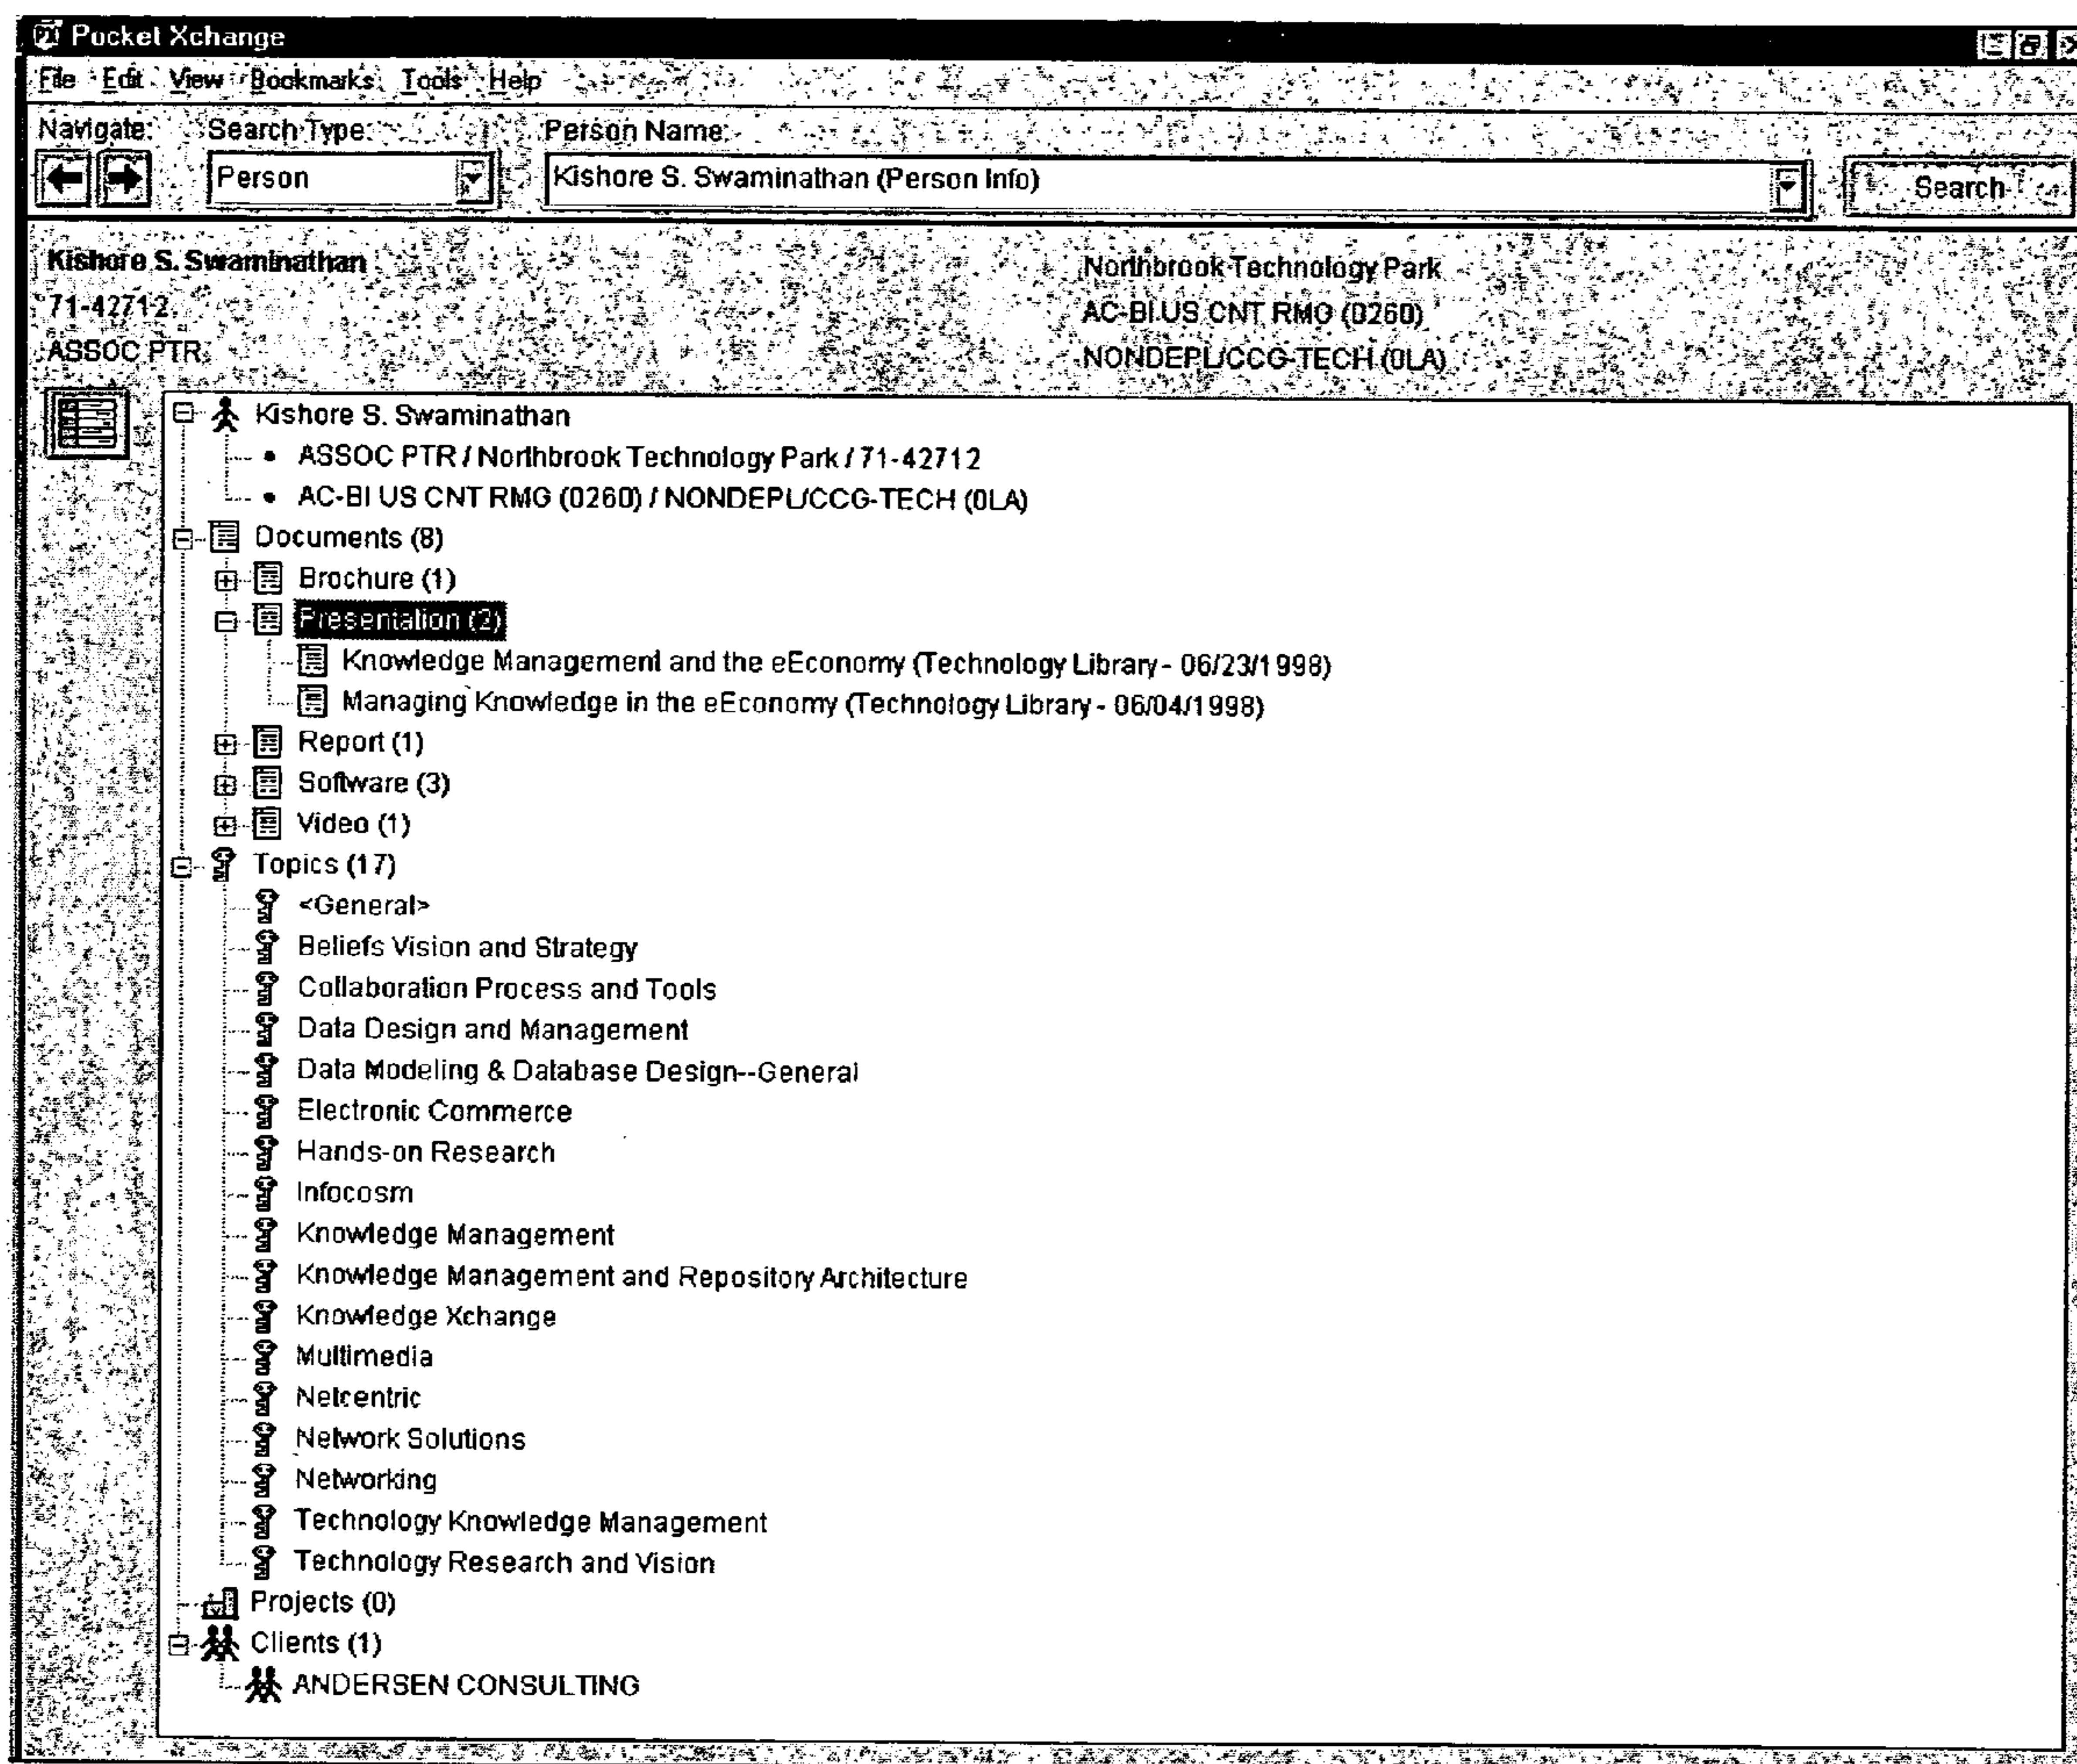 Pocket Xchange
File Edit View Bookmarks Tools Help
Navigate: Search Type: Person Name:
Person Kishore S. Swaminathan (Person Info) Search
Kishore S. Swaminathan Northbrook Technology Park
71-42712 AC-BI US CNT RMG (0260)
ASSOC PTR NONDEPL/CCG-TECH (0LA)
Kishore S. Swaminathan
• ASSOC PTR / Northbrook Technology Park / 71-42712
• AC-BI US CNT RMG (0260) / NONDEPL/CCG-TECH (0LA)
Documents (8)
Brochure (1)
Presentation (2)
Knowledge Management and the eEconomy (Technology Library - 06/23/1998)
Managing Knowledge in the eEconomy (Technology Library - 06/04/1998)
Report (1)
Software (3)
Video (1)
Topics (17)
<General>
Beliefs Vision and Strategy
Collaboration Process and Tools
Data Design and Management
Data Modeling & Database Design--General
Electronic Commerce
Hands-on Research
Infocosm
Knowledge Management
Knowledge Management and Repository Architecture
Knowledge Xchange
Multimedia
Netcentric
Network Solutions
Networking
Technology Knowledge Management
Technology Research and Vision
Projects (0)
Clients (1)
ANDERSEN CONSULTING